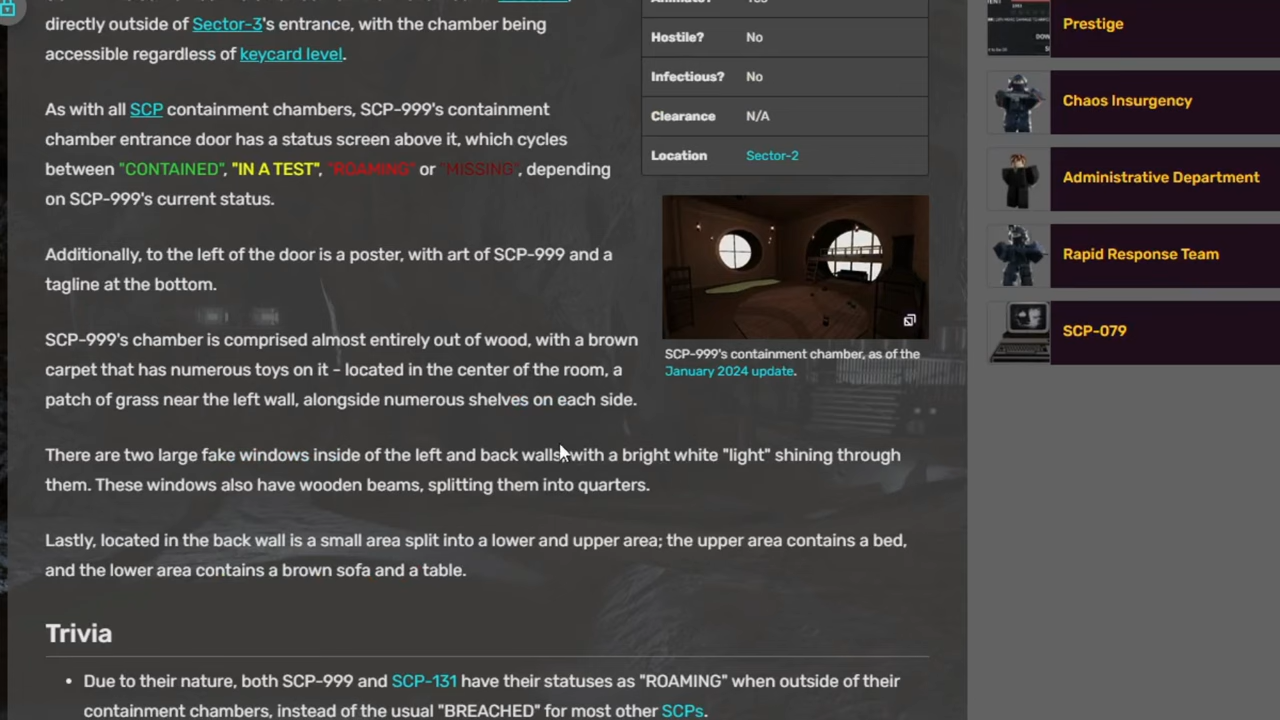 directly outside of Sector-3's entrance, with the chamber being
accessible regardless of keycard level.
As with all SCP containment chambers, SCP-999's containment
chamber entrance door has a status screen above it, which cycles
between "CONTAINED", "IN A TEST", "ROAMING" or "MISSING", depending
on SCP-999's current status.
Additionally, to the left of the door is a poster, with art of SCP-999 and a
tagline at the bottom.
SCP-999's chamber is comprised almost entirely out of wood, with a brown
carpet that has numerous toys on it - located in the center of the room, a
patch of grass near the left wall, alongside numerous shelves on each side.
There are two large fake windows inside of the left and back walls with a bright white "light" shining through
them. These windows also have wooden beams, splitting them into quarters.
Lastly, located in the back wall is a small area split into a lower and upper area; the upper area contains a bed,
and the lower area contains a brown sofa and a table.
Trivia
• Due to their nature, both SCP-999 and SCP-131 have their statuses as "ROAMING" when outside of their
containment chambers, instead of the usual "BREACHED" for most other SCPs.
Hostile? No
Infectious? No
Clearance N/A
Location Sector-2
SCP-999's containment chamber, as of the
January 2024 update.
Prestige
Chaos Insurgency
Administrative Department
Rapid Response Team
SCP-079